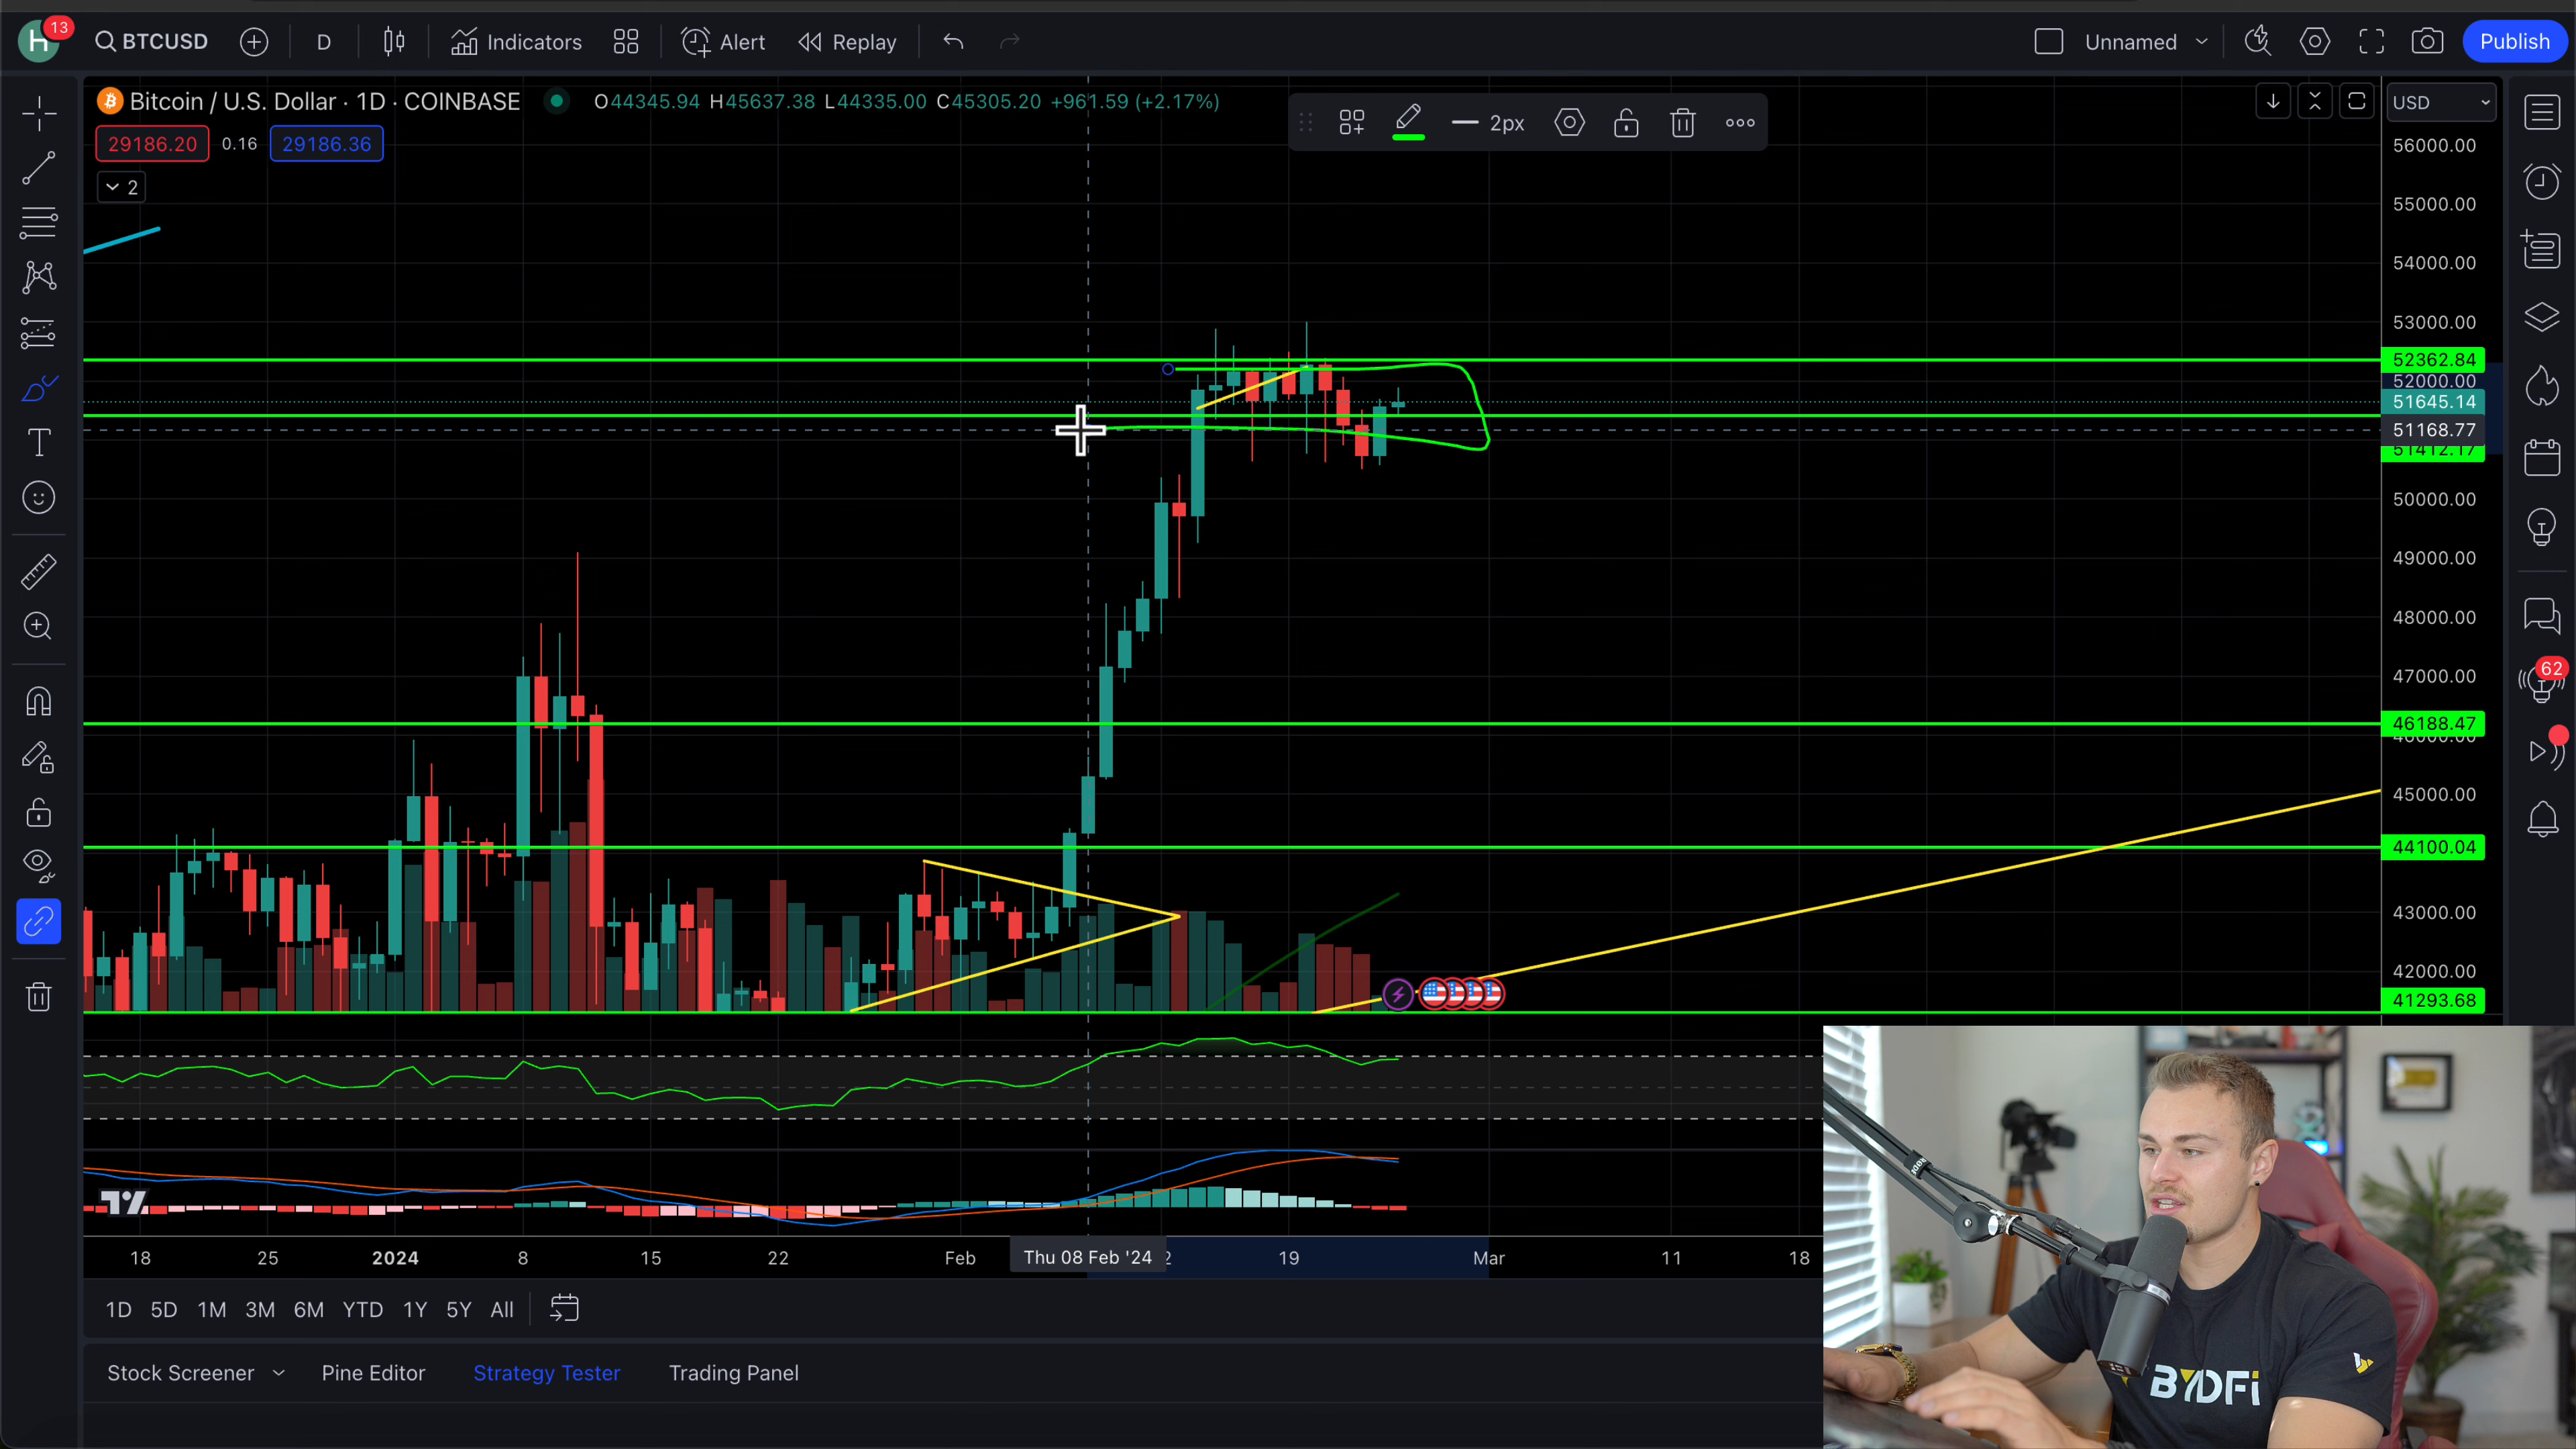 H 13 BTCUSD D Indicators Alert Replay Unnamed Publish
Bitcoin / U.S. Dollar · 1D · COINBASE O44345.94 H45637.38 L44335.00 C45305.20 +961.59 (+2.17%)
2px
USD
29186.20 0.16 29186.36
2
56000.00
55000.00
54000.00
53000.00
52362.84
52000.00
51645.14
51168.77
51412.17
50000.00
49000.00
48000.00
47000.00
62
46188.47
46000.00
45000.00
44100.04
43000.00
42000.00
41293.68
18 25 2024 8 15 22 Feb Thu 08 Feb '24 2 19 Mar 11 18
1D 5D 1M 3M 6M YTD 1Y 5Y All
Stock Screener Pine Editor Strategy Tester Trading Panel
RODE
BYDFi